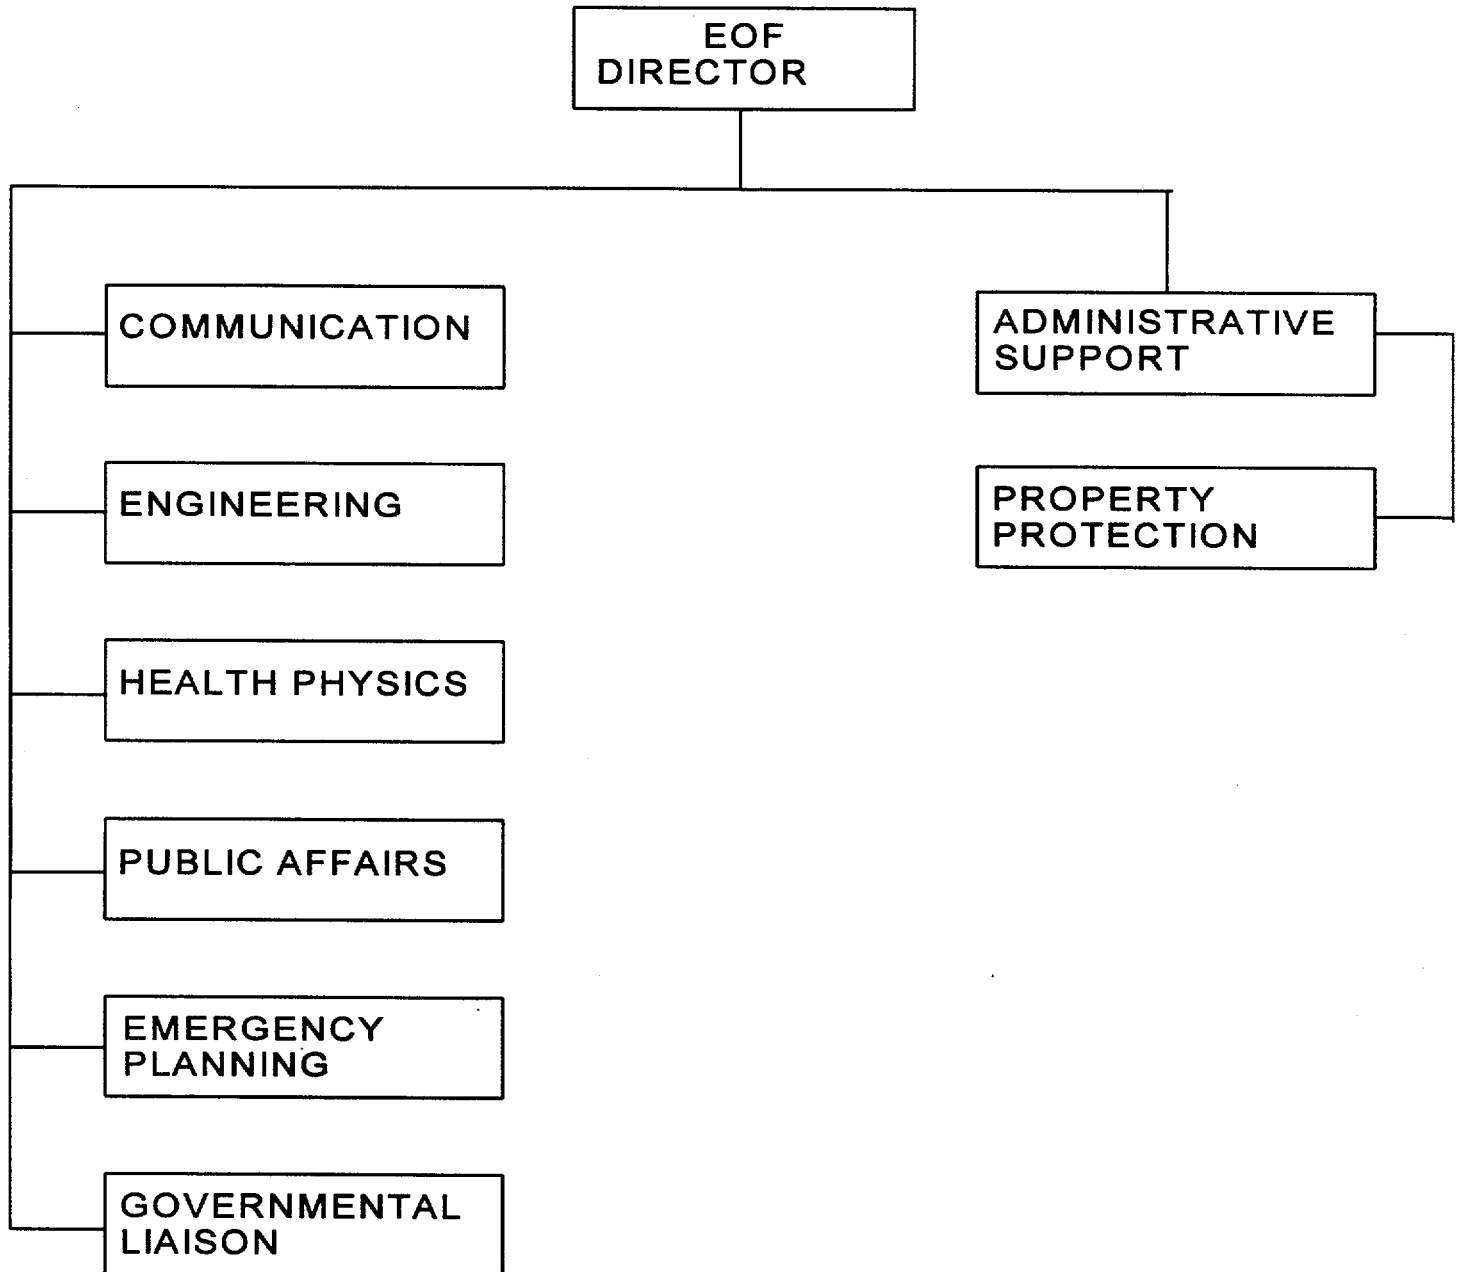 EOF
DIRECTOR
COMMUNICATION
ENGINEERING
HEALTH PHYSICS
PUBLIC AFFAIRS
EMERGENCY
PLANNING
GOVERNMENTAL
LIAISON
ADMINISTRATIVE
SUPPORT
PROPERTY
PROTECTION